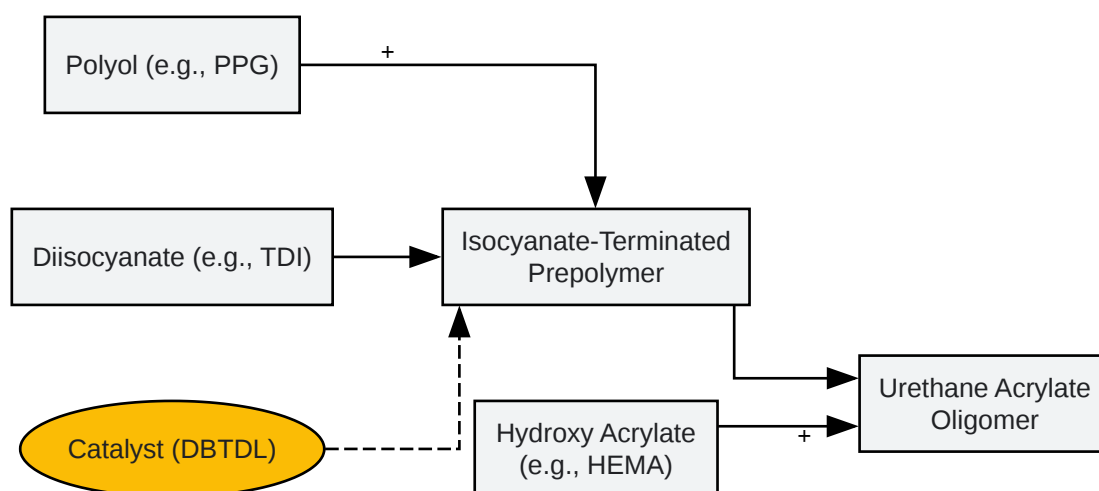 Polyol (e.g., PPG)
+
Diisocyanate (e.g., TDI)
Isocyanate-Terminated
Prepolymer
Catalyst (DBTDL)
Hydroxy Acrylate
(e.g., HEMA)
+
Urethane Acrylate
Oligomer